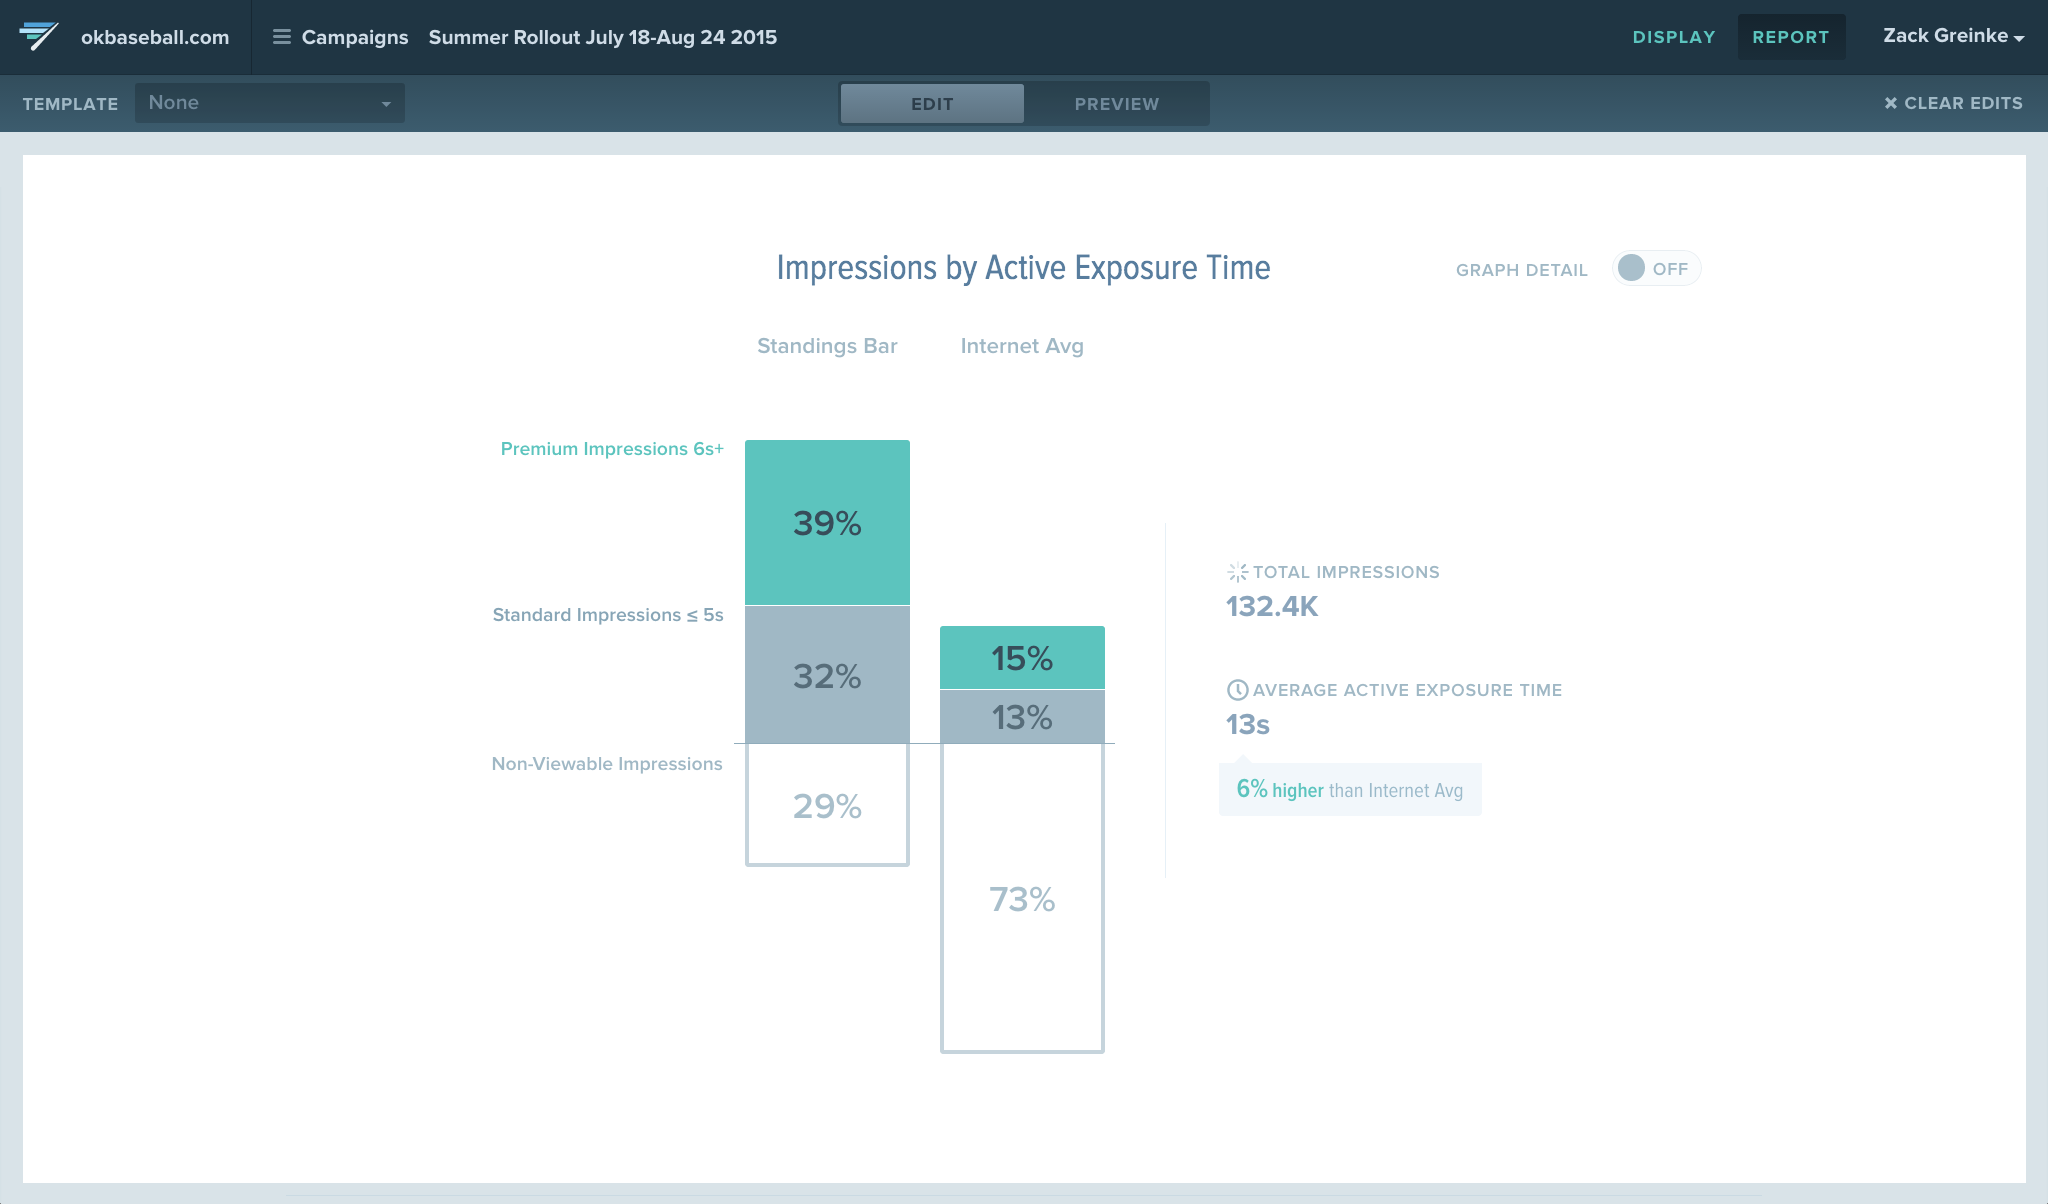 okbaseball.com
Campaigns
Summer Rollout July 18-Aug 24 2015
DISPLAY
REPORT
Zack Greinke
TEMPLATE
None
EDIT
PREVIEW
CLEAR EDITS
Impressions by Active Exposure Time
GRAPH DETAIL
OFF
Standings Bar
Internet Avg
Premium Impressions 6s+
39%
Standard Impressions ≤ 5s
32%
15%
13%
Non-Viewable Impressions
29%
73%
TOTAL IMPRESSIONS
132.4K
AVERAGE ACTIVE EXPOSURE TIME
13s
6% higher than Internet Avg